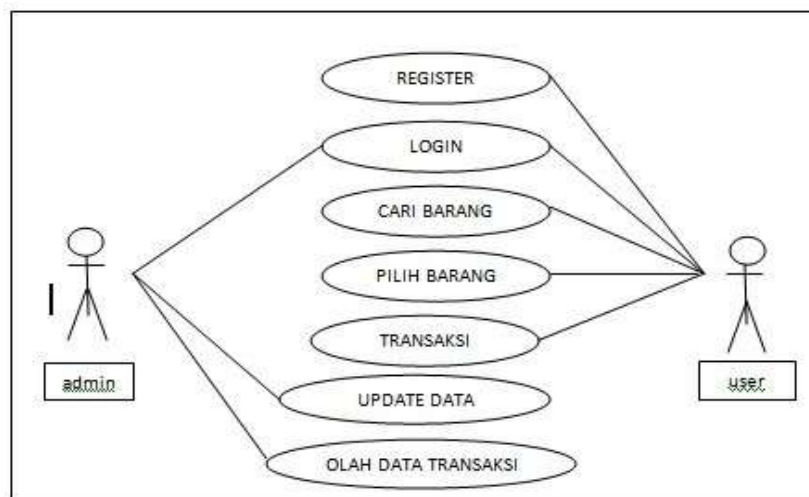 REGISTER
LOGIN
CARI BARANG
PILIH BARANG
TRANSAKSI
UPDATE DATA
OLAH DATA TRANSAKSI
admin
user